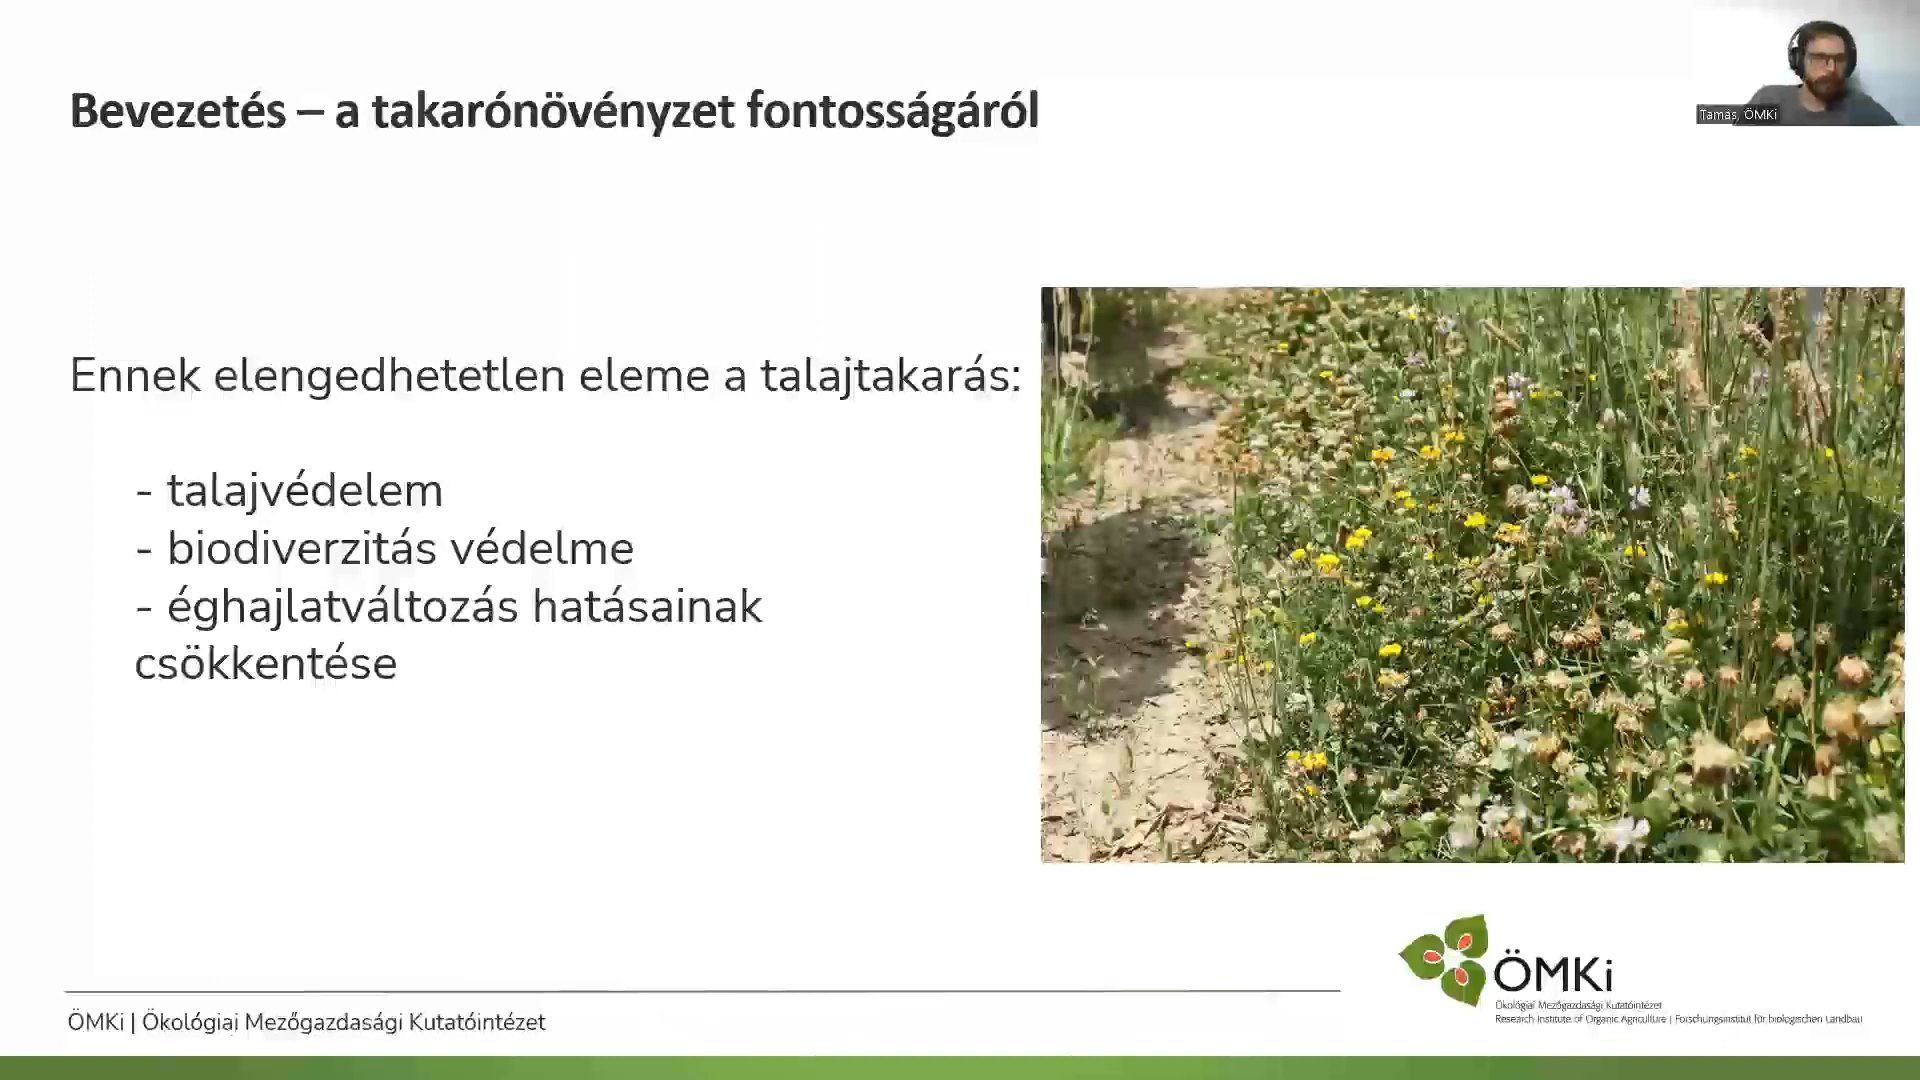 Bevezetés – a takarónövényzet fontosságáról
Tamás, ÖMKi
Ennek elengedhetetlen eleme a talajtakarás:
- talajvédelem
- biodiverzitás védelme
- éghajlatváltozás hatásainak
csökkentése
ÖMKi
Ökológiai Mezőgazdasági Kutatóintézet
Research Institute of Organic Agriculture | Forschungsinstitut für biologischen Landbau
ÖMKi | Ökológiai Mezőgazdasági Kutatóintézet